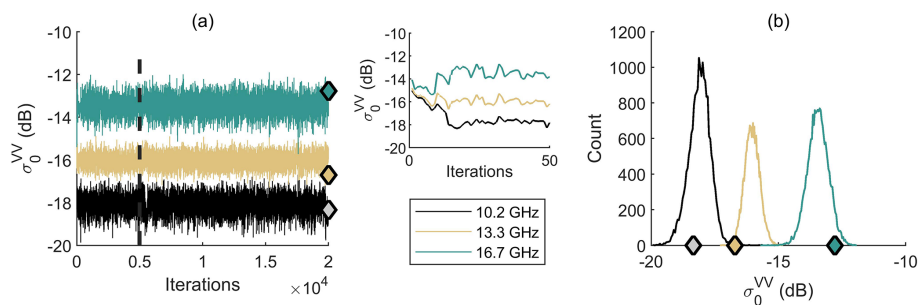 (a)
-10
-12
-14
-16
-18
-20
σ₀ⱽⱽ (dB)
0 0.5 1 1.5 2
Iterations ×10⁴
-10
-12
-14
-16
-18
-20
σ₀ⱽⱽ (dB)
0 50
Iterations
10.2 GHz
13.3 GHz
16.7 GHz
(b)
1200
1000
800
600
400
200
0
Count
-20 -15 -10
σ₀ⱽⱽ (dB)